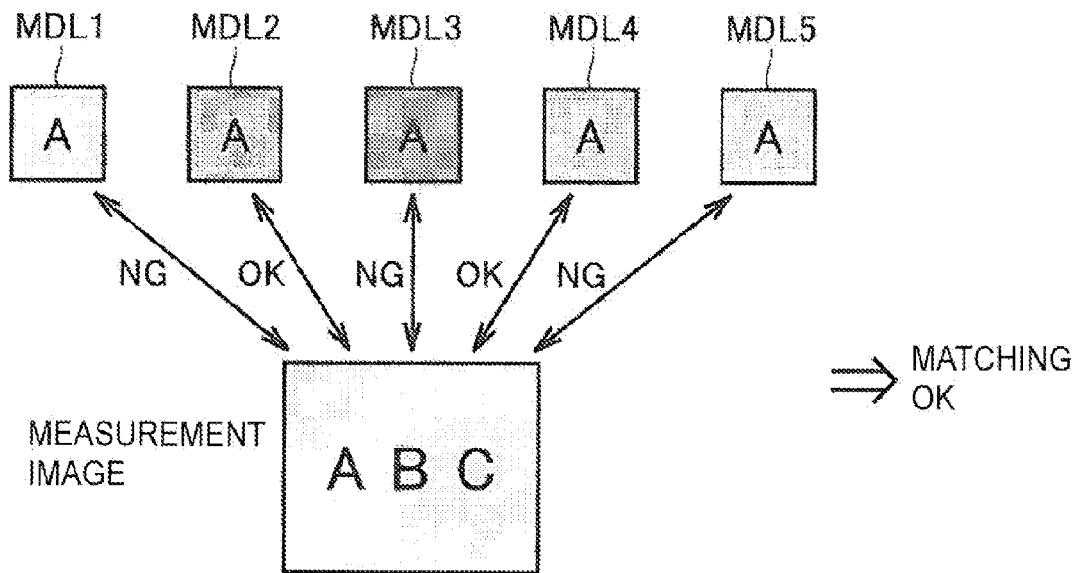 MDL1 MDL2 MDL3 MDL4 MDL5
A A A A A
NG OK NG OK NG
MATCHING
OK
MEASUREMENT
IMAGE
A B C